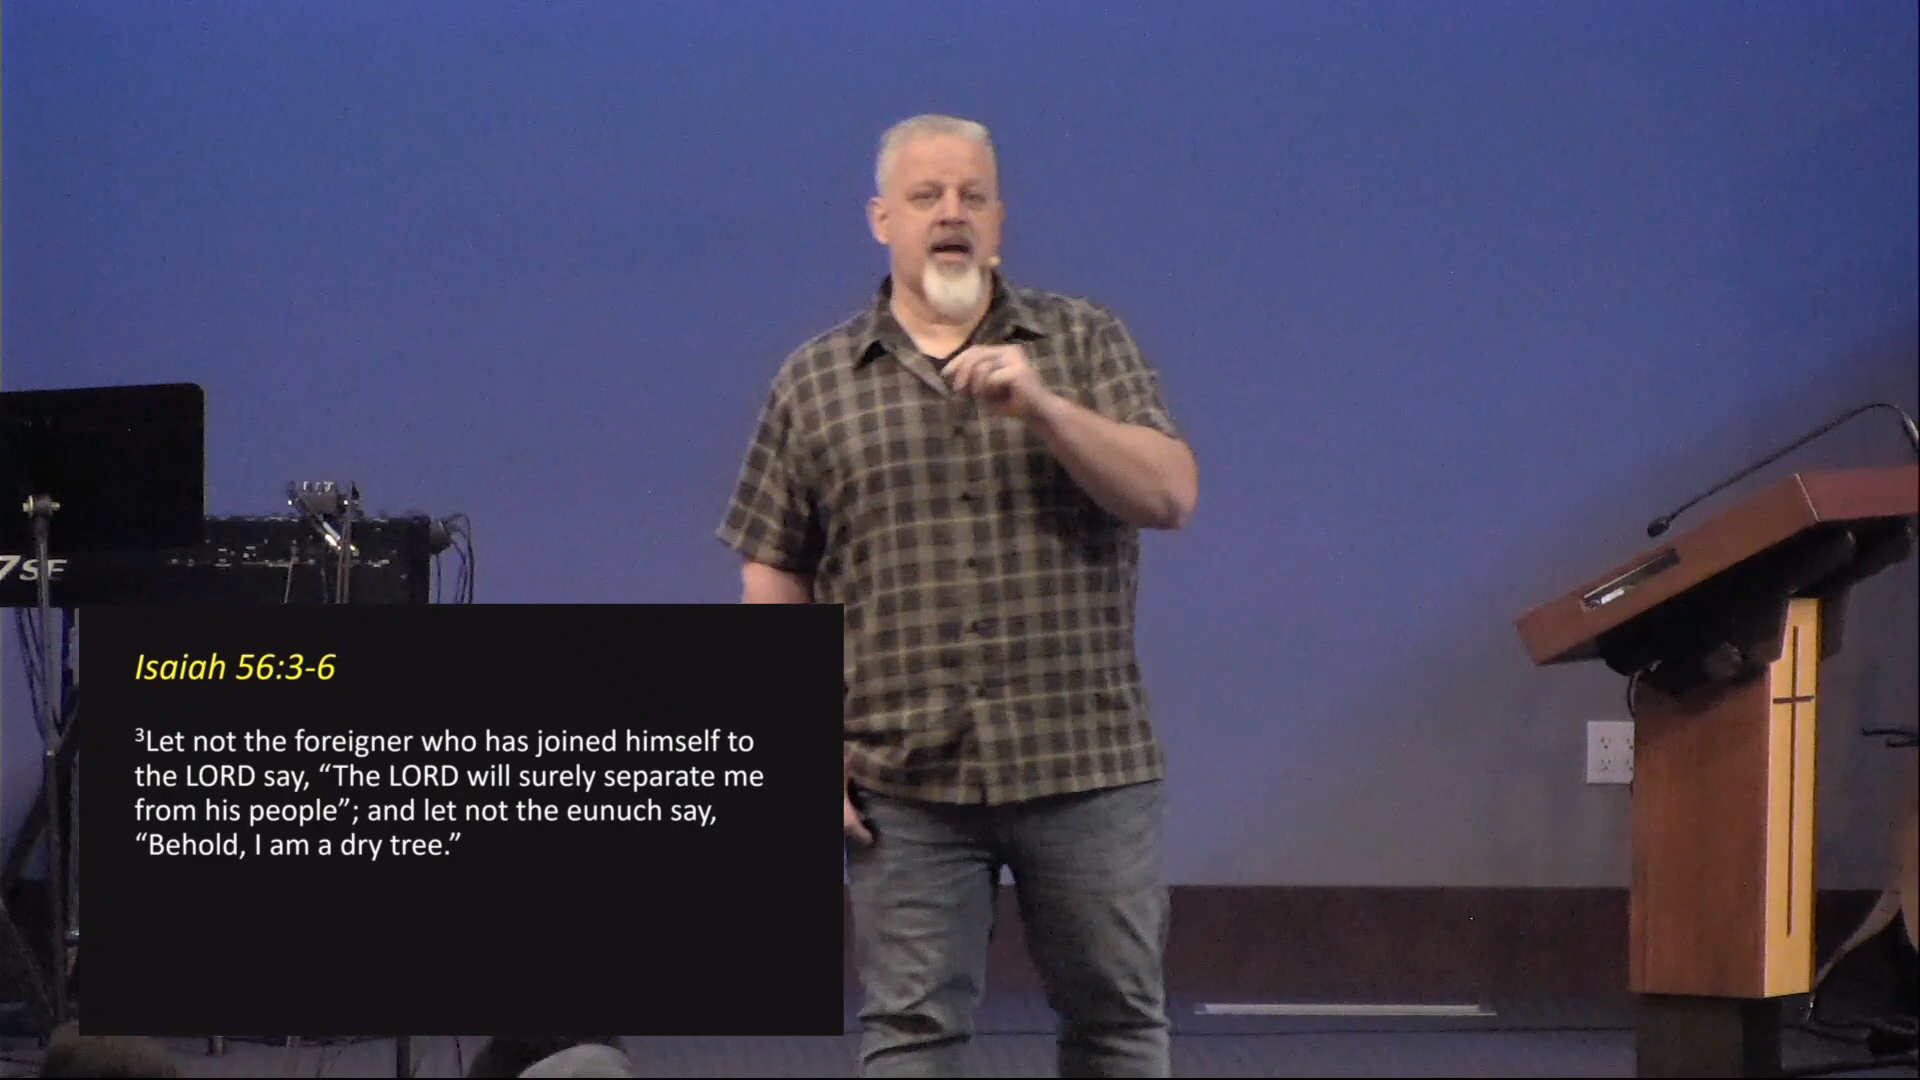 7SE
Isaiah 56:3-6
³Let not the foreigner who has joined himself to
the LORD say, “The LORD will surely separate me
from his people”; and let not the eunuch say,
“Behold, I am a dry tree.”